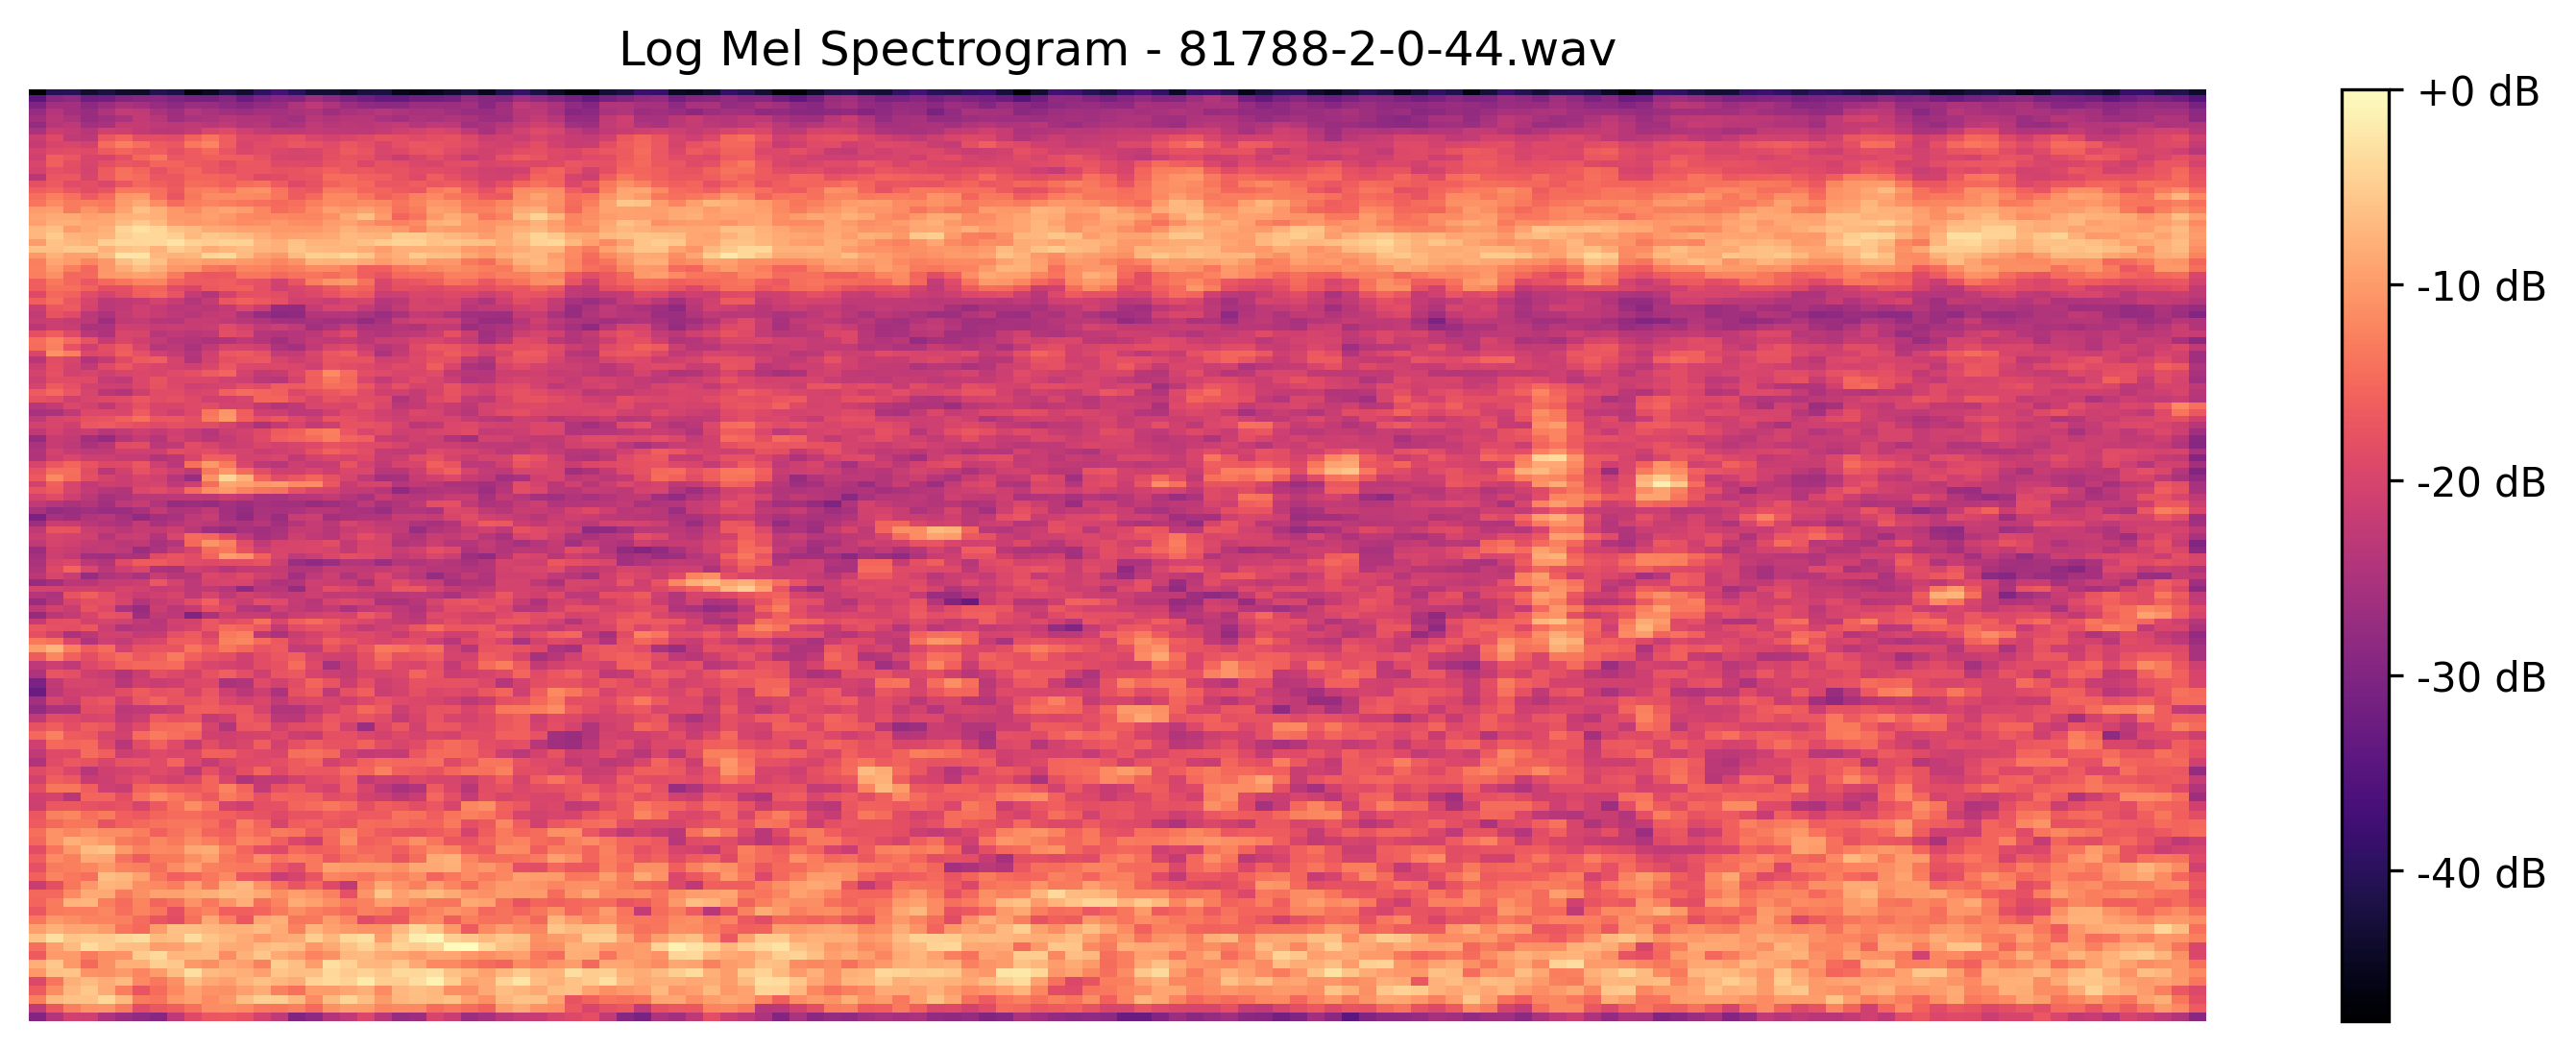 Log Mel Spectrogram - 81788-2-0-44.wav
+0 dB
-10 dB
-20 dB
-30 dB
-40 dB